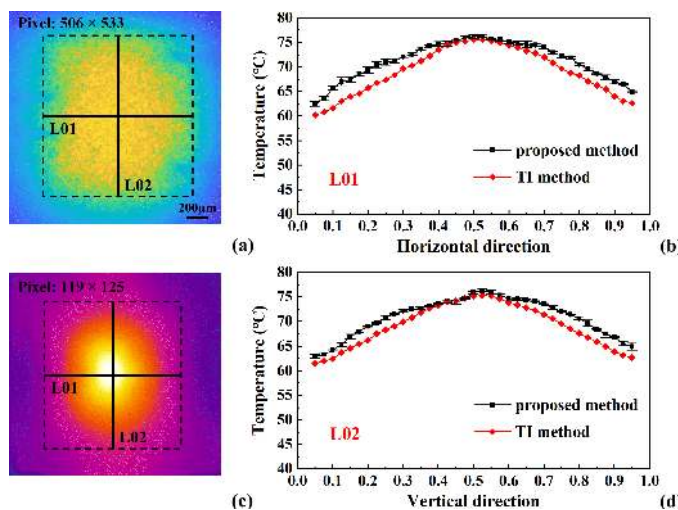 Pixel: 506 × 533
L01
L02
200μm
(a)
80
75
70
65
60
55
50
45
40
Temperature (°C)
proposed method
TI method
L01
0.0 0.1 0.2 0.3 0.4 0.5 0.6 0.7 0.8 0.9 1.0
Horizontal direction
(b)
Pixel: 119 × 125
L01
L02
(c)
80
75
70
65
60
55
50
45
40
Temperature (°C)
proposed method
TI method
L02
0.0 0.1 0.2 0.3 0.4 0.5 0.6 0.7 0.8 0.9 1.0
Vertical direction
(d)